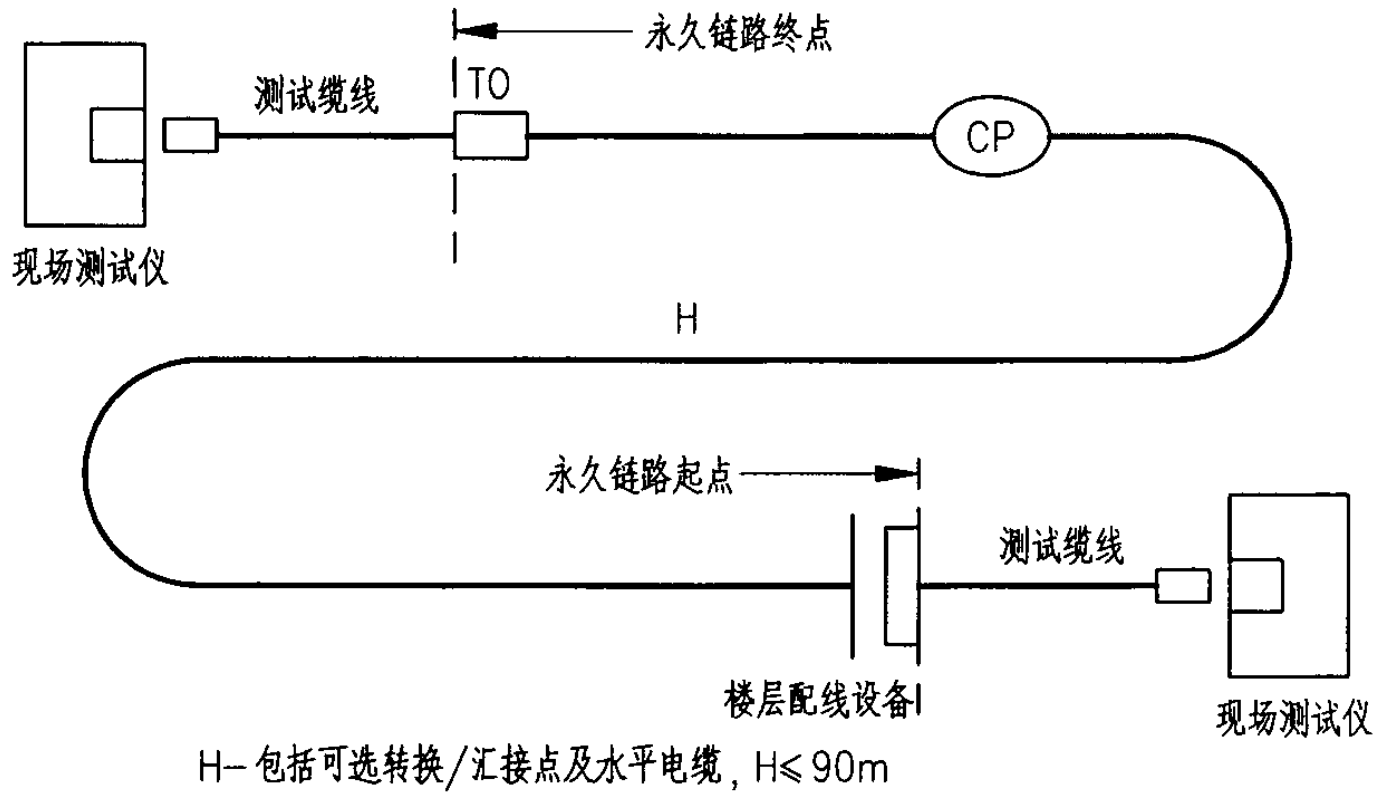 永久链路终点
TO
测试缆线
CP
现场测试仪
H
永久链路起点
测试缆线
楼层配线设备
现场测试仪
H-包括可选转换/汇接点及水平电缆, H≤90m